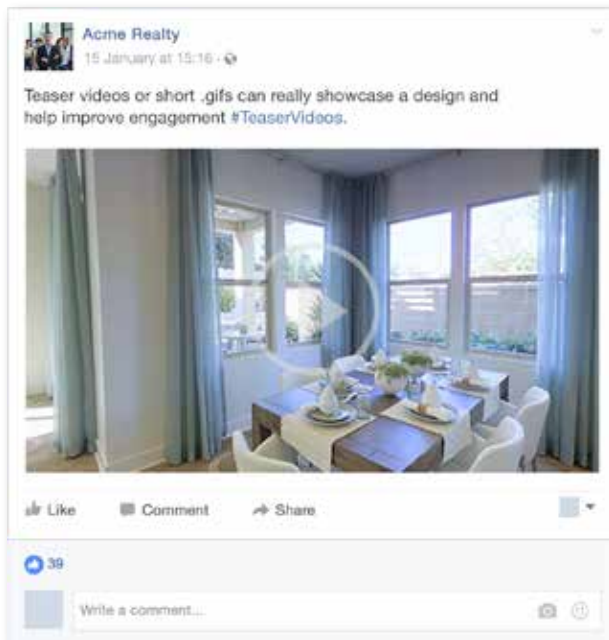 Acme Realty
15 January at 15:16 ·
Teaser videos or short .gifs can really showcase a design and
help improve engagement #TeaserVideos.
Like Comment Share
39
Write a comment...